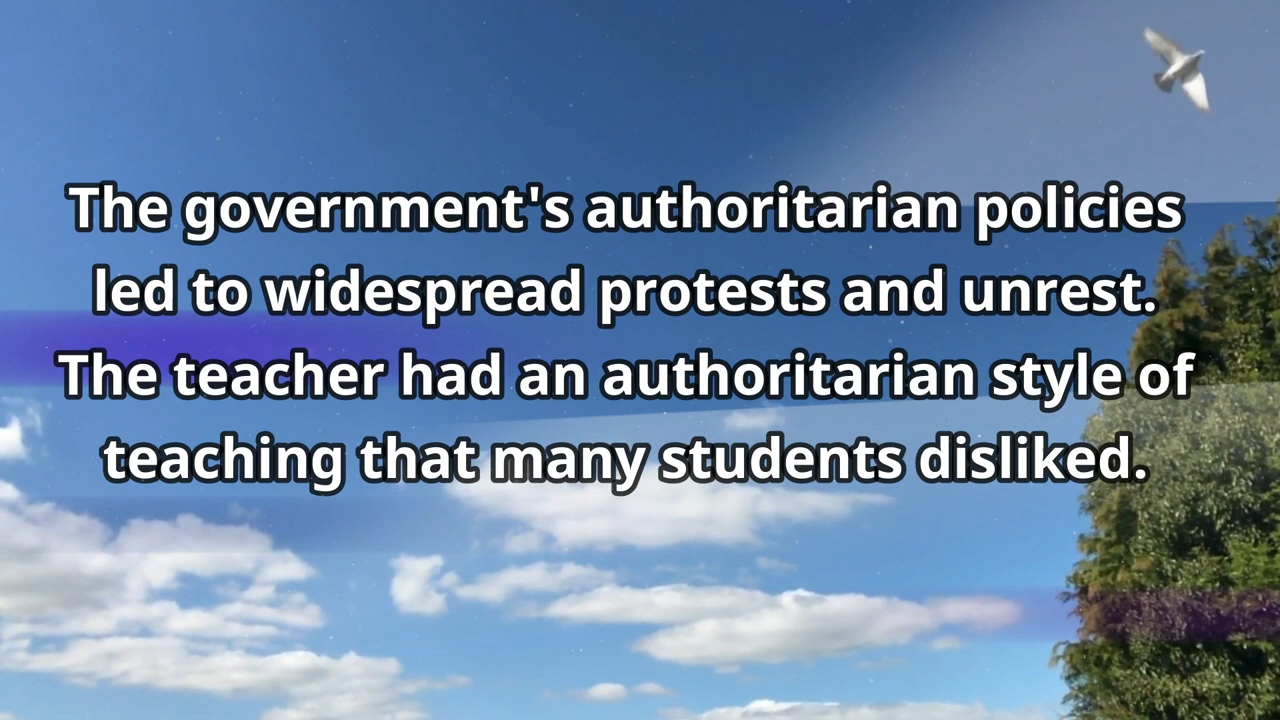 The government's authoritarian policies
led to widespread protests and unrest.
The teacher had an authoritarian style of
teaching that many students disliked.